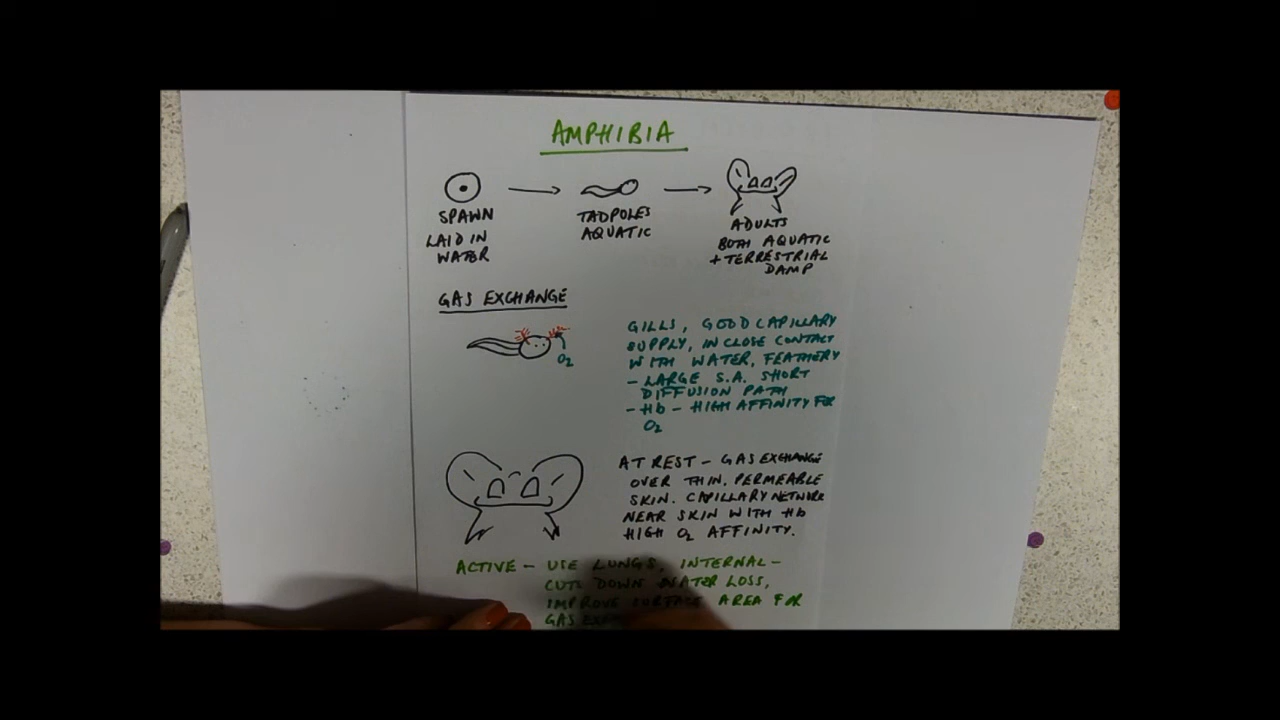 AMPHIBIA
SPAWN
LAID IN
WATER
TADPOLES
AQUATIC
ADULTS
BOTH AQUATIC
+ TERRESTRIAL
DAMP
GAS EXCHANGE
O₂
GILLS, GOOD CAPILLARY
SUPPLY, IN CLOSE CONTACT
WITH WATER, FEATHERY
- LARGE S.A. SHORT
DIFFUSION PATH
- Hb - HIGH AFFINITY FOR
O₂
AT REST - GAS EXCHANGE
OVER THIN, PERMEABLE
SKIN. CAPILLARY NETWORK
NEAR SKIN WITH Hb
HIGH O₂ AFFINITY.
ACTIVE - USE LUNGS, INTERNAL -
CUTS DOWN WATER LOSS,
IMPROVE SURFACE AREA FOR
GAS